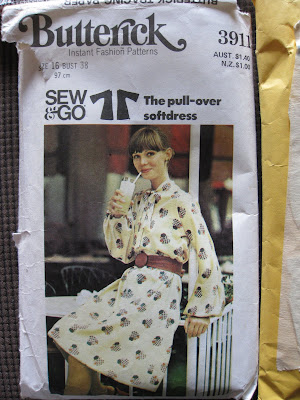 BUTTERICK TRACING PAPER
Butterick
3911
Instant Fashion Patterns
AUST. $1.40
N.Z. $1.00
SIZE 16 BUST 38
97 cm
SEW
&GO
The pull-over
softdress